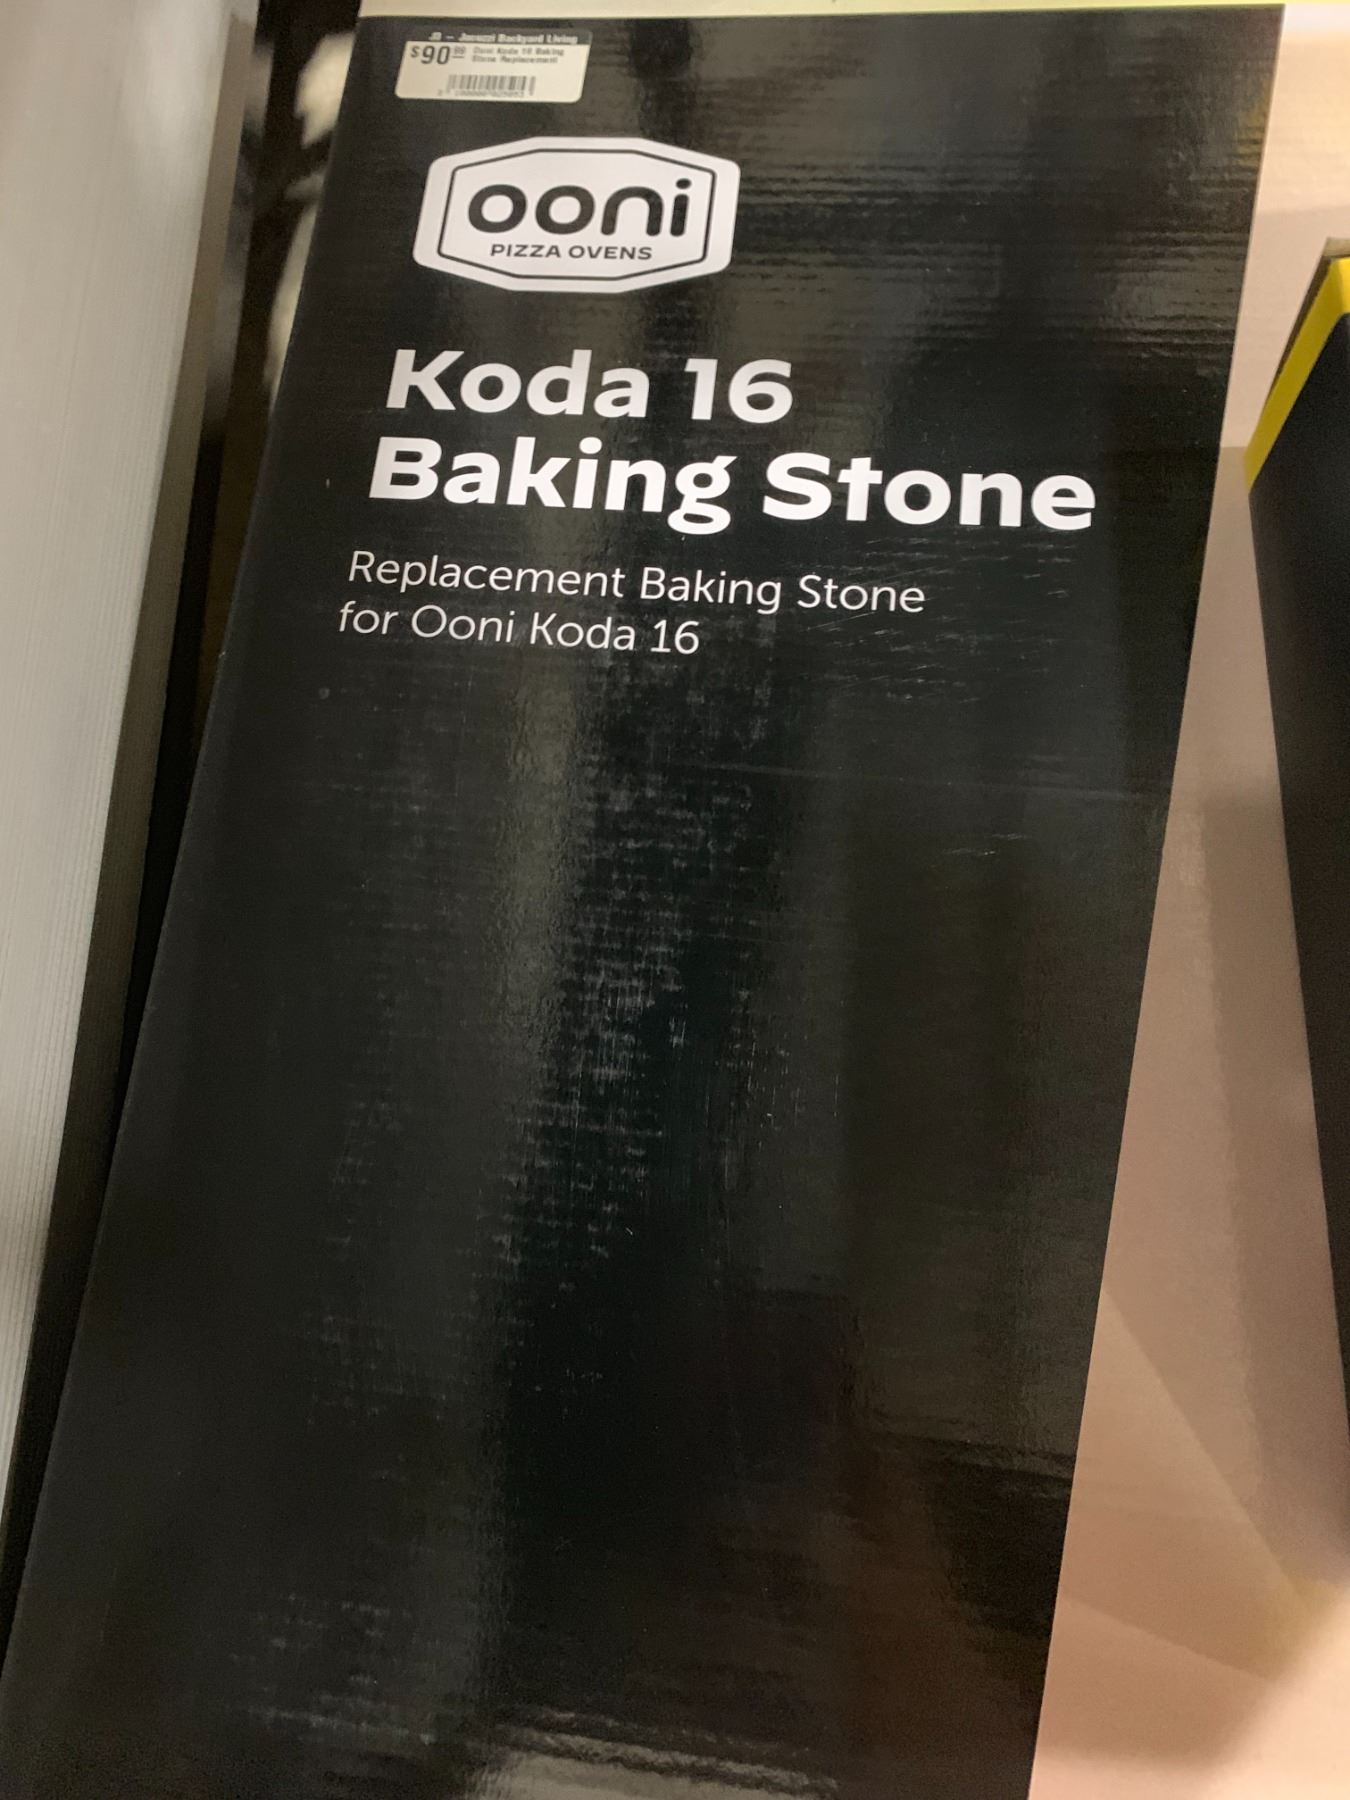 J3 - Jacuzzi Backyard Living
$90.99 Ooni Koda 16 Baking
Stone Replacement
ooni
PIZZA OVENS
Koda 16
Baking Stone
Replacement Baking Stone
for Ooni Koda 16